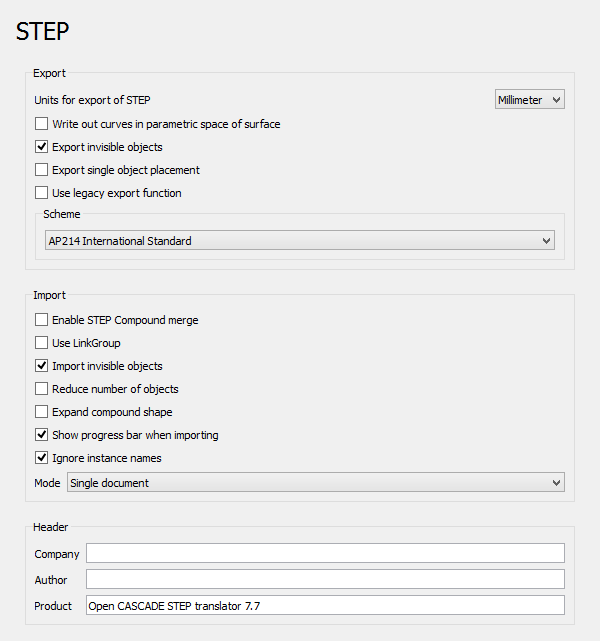 STEP
Export
Units for export of STEP Millimeter
Write out curves in parametric space of surface
Export invisible objects
Export single object placement
Use legacy export function
Scheme
AP214 International Standard
Import
Enable STEP Compound merge
Use LinkGroup
Import invisible objects
Reduce number of objects
Expand compound shape
Show progress bar when importing
Ignore instance names
Mode Single document
Header
Company
Author
Product Open CASCADE STEP translator 7.7